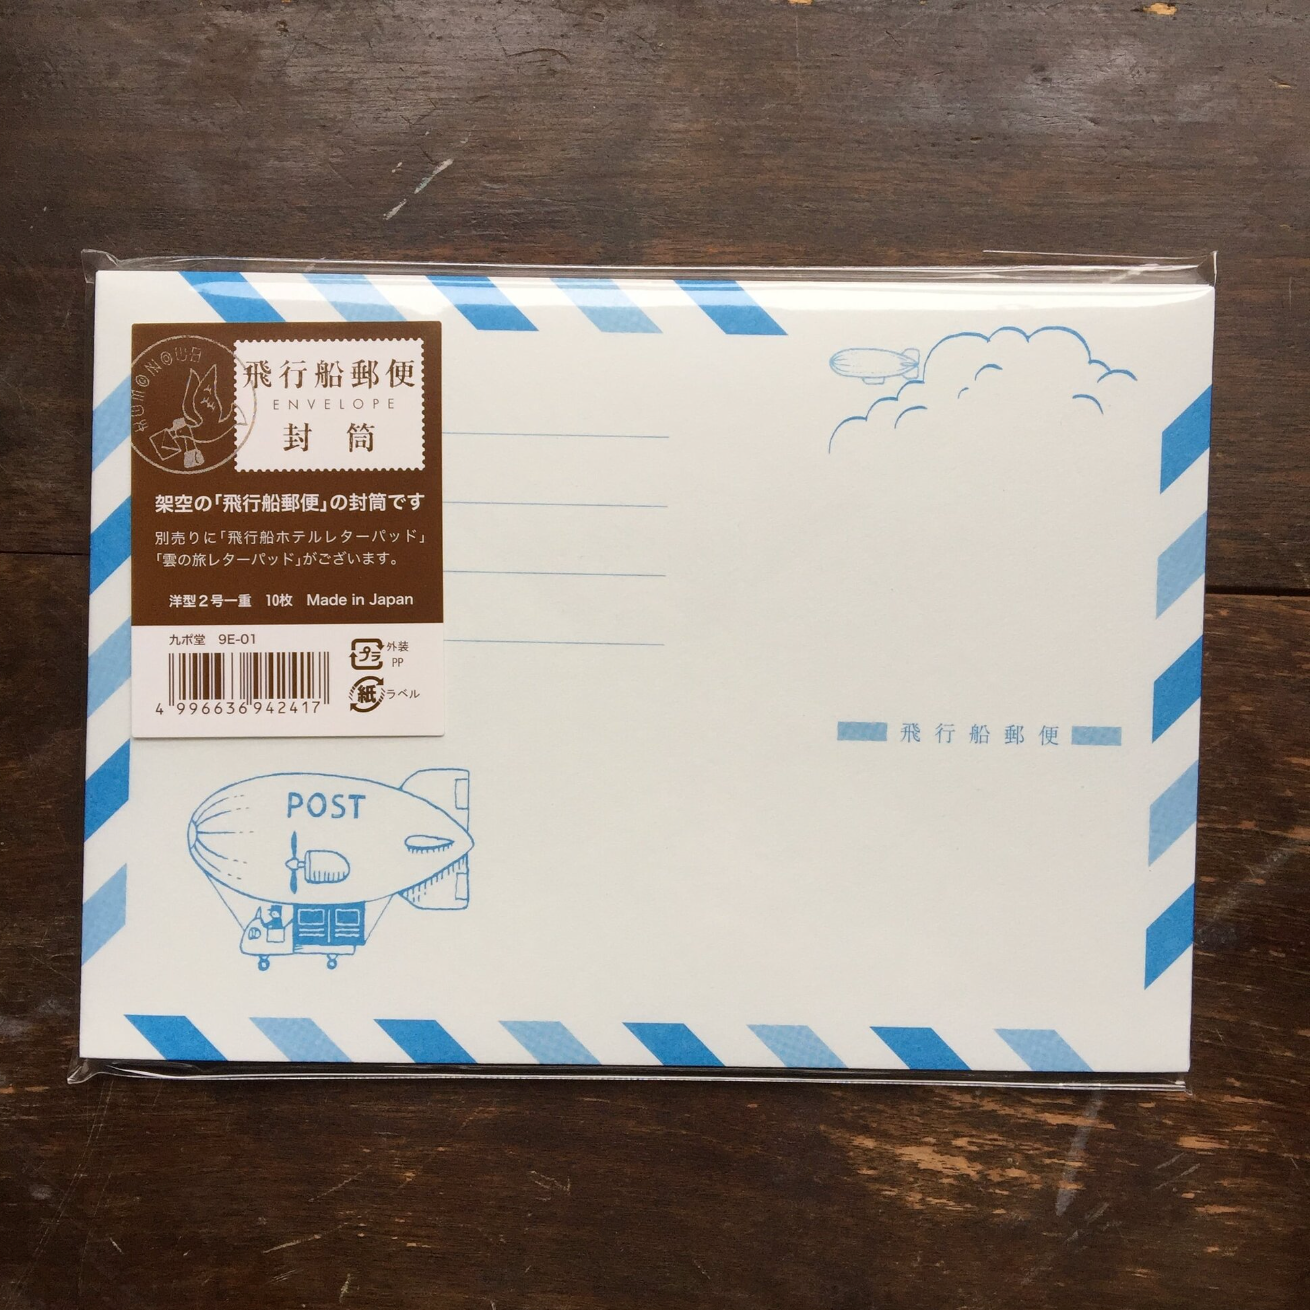 KUMONOUE
飛行船郵便
ENVELOPE
封筒
架空の「飛行船郵便」の封筒です
別売りに「飛行船ホテルレターパッド」
「雲の旅レターパッド」がございます。
洋型2号一重 10枚 Made in Japan
九ポ堂 9E-01
プラ 外装
PP
紙 ラベル
4 996636 942417
飛行船郵便
POST